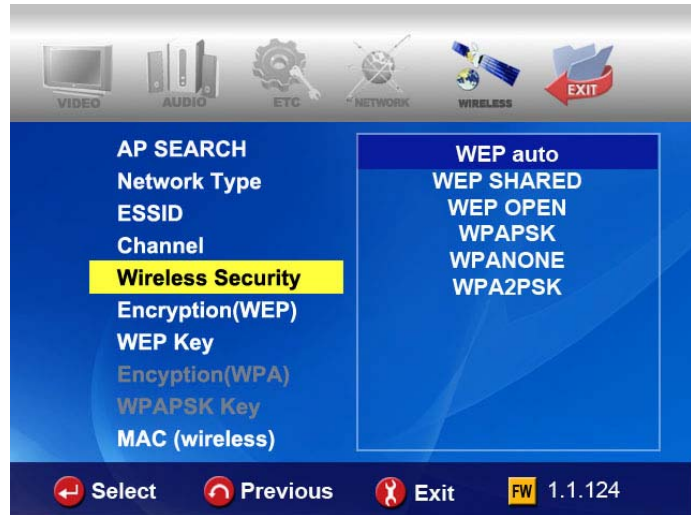 VIDEO AUDIO ETC NETWORK WIRELESS EXIT
AP SEARCH
Network Type
ESSID
Channel
Wireless Security
Encryption(WEP)
WEP Key
Encyption(WPA)
WPAPSK Key
MAC (wireless)
WEP auto
WEP SHARED
WEP OPEN
WPAPSK
WPANONE
WPA2PSK
Select Previous Exit FW 1.1.124